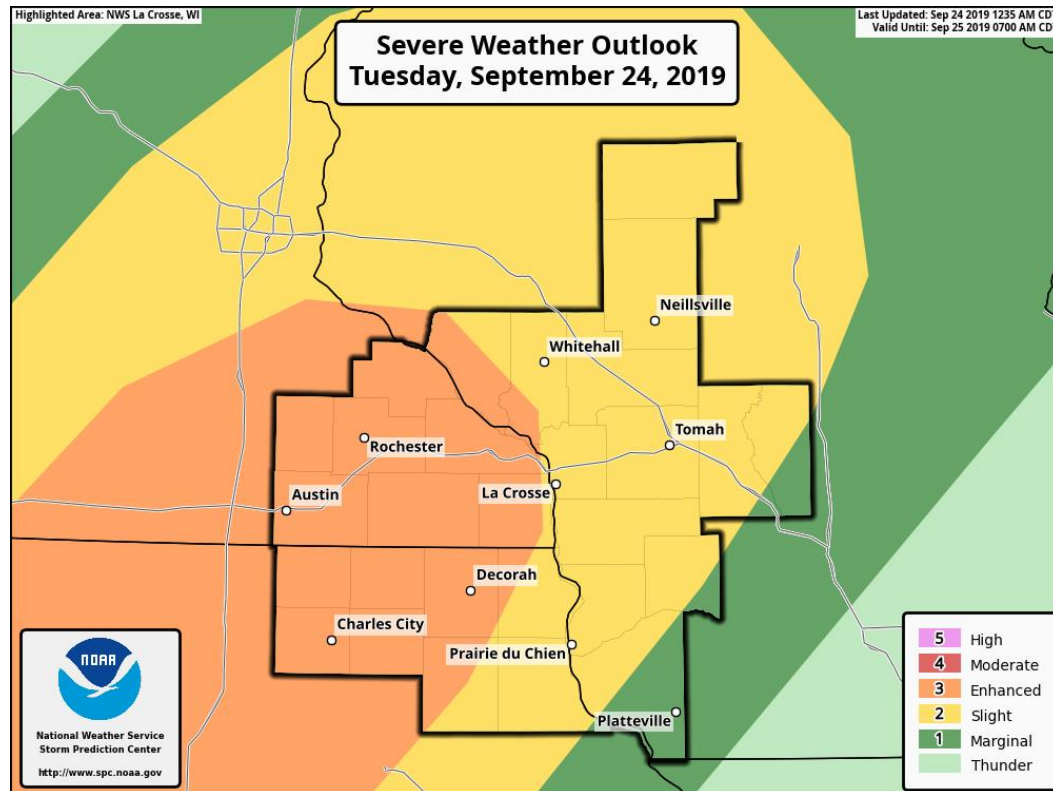 Highlighted Area: NWS La Crosse, WI
Last Updated: Sep 24 2019 1235 AM CDT
Valid Until: Sep 25 2019 0700 AM CDT
Severe Weather Outlook
Tuesday, September 24, 2019
Neillsville
Whitehall
Tomah
Rochester
La Crosse
Austin
Decorah
Charles City
Prairie du Chien
Platteville
NOAA
National Weather Service
Storm Prediction Center
http://www.spc.noaa.gov
5 High
4 Moderate
3 Enhanced
2 Slight
1 Marginal
Thunder